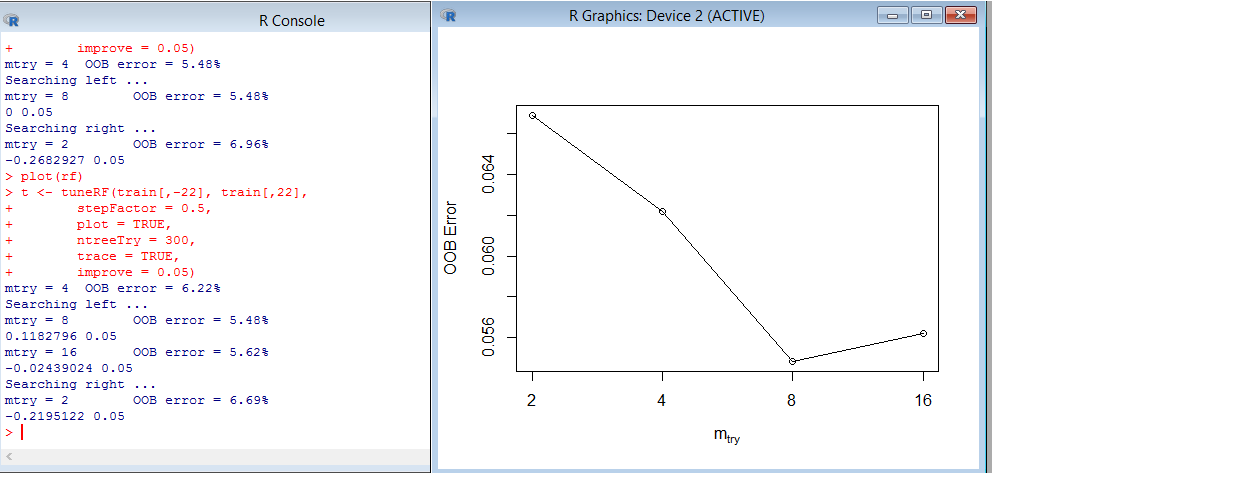 R Console
+         improve = 0.05)
mtry = 4  OOB error = 5.48%
Searching left ...
mtry = 8        OOB error = 5.48%
0 0.05
Searching right ...
mtry = 2        OOB error = 6.96%
-0.2682927 0.05
> plot(rf)
> t <- tuneRF(train[,-22], train[,22],
+         stepFactor = 0.5,
+         plot = TRUE,
+         ntreeTry = 300,
+         trace = TRUE,
+         improve = 0.05)
mtry = 4  OOB error = 6.22%
Searching left ...
mtry = 8        OOB error = 5.48%
0.1182796 0.05
mtry = 16       OOB error = 5.62%
-0.02439024 0.05
Searching right ...
mtry = 2        OOB error = 6.69%
-0.2195122 0.05
>
R Graphics: Device 2 (ACTIVE)
OOB Error
0.064
0.060
0.056
2 4 8 16
mtry